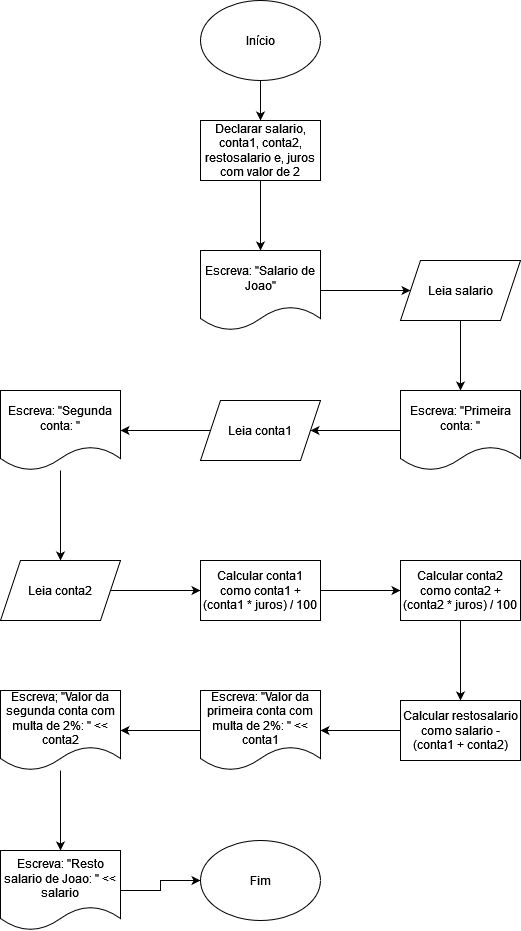 Início
Declarar salario,
conta1, conta2,
restosalario e, juros
com valor de 2
Escreva: "Salario de
Joao"
Leia salario
Escreva: "Primeira
conta: "
Leia conta1
Escreva: "Segunda
conta: "
Leia conta2
Calcular conta1
como conta1 +
(conta1 * juros) / 100
Calcular conta2
como conta2 +
(conta2 * juros) / 100
Calcular restosalario
como salario -
(conta1 + conta2)
Escreva: "Valor da
primeira conta com
multa de 2%: " <<
conta1
Escreva; "Valor da
segunda conta com
multa de 2%: " <<
conta2
Escreva: "Resto
salario de Joao: " <<
salario
Fim